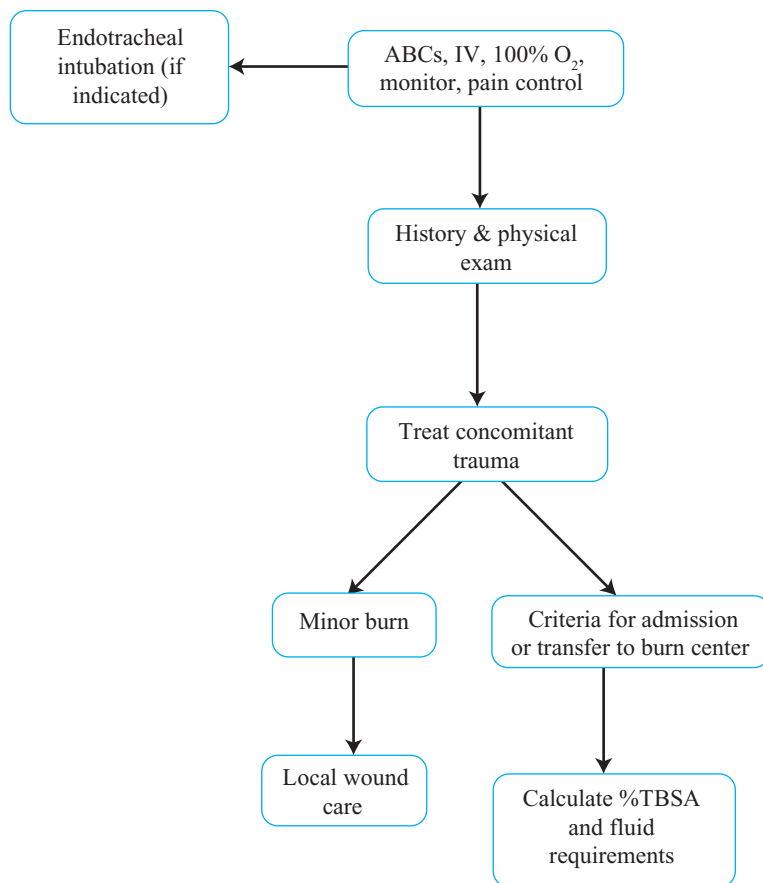 Endotracheal
intubation (if
indicated)
ABCs, IV, 100% O₂,
monitor, pain control
History & physical
exam
Treat concomitant
trauma
Minor burn
Criteria for admission
or transfer to burn center
Local wound
care
Calculate %TBSA
and fluid
requirements